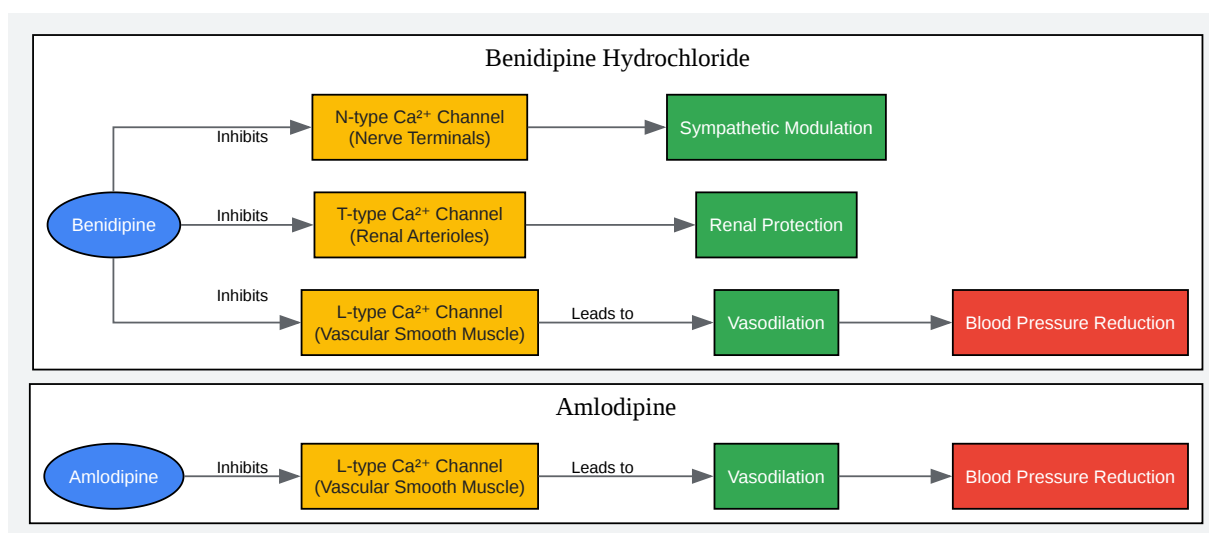 Benidipine Hydrochloride
N-type Ca²⁺ Channel
(Nerve Terminals)
Inhibits
Sympathetic Modulation
Benidipine
Inhibits
T-type Ca²⁺ Channel
(Renal Arterioles)
Renal Protection
Inhibits
L-type Ca²⁺ Channel
(Vascular Smooth Muscle)
Leads to
Vasodilation
Blood Pressure Reduction
Amlodipine
Amlodipine
Inhibits
L-type Ca²⁺ Channel
(Vascular Smooth Muscle)
Leads to
Vasodilation
Blood Pressure Reduction